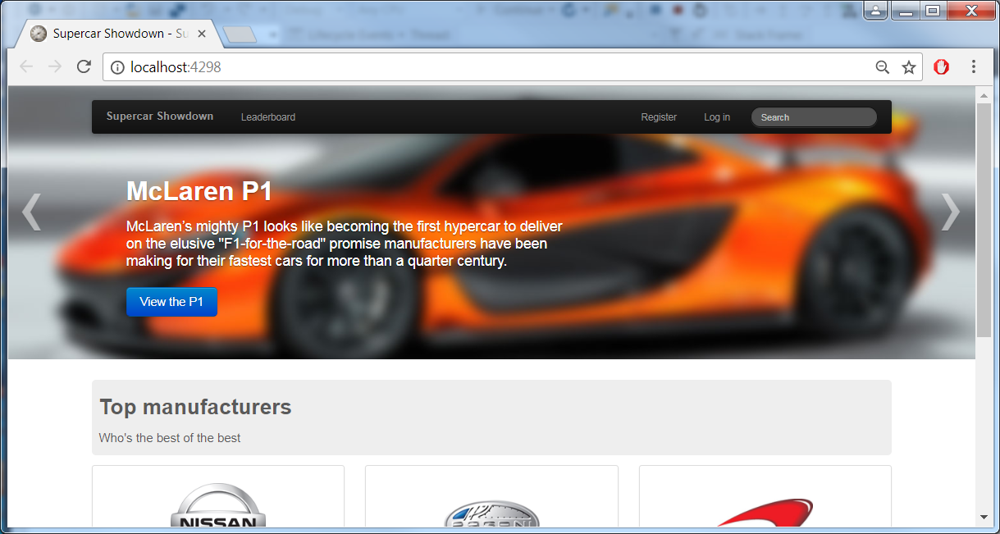 Supercar Showdown - Su
localhost:4298
Supercar Showdown
Leaderboard
Register
Log in
Search
McLaren P1
McLaren's mighty P1 looks like becoming the first hypercar to deliver
on the elusive "F1-for-the-road" promise manufacturers have been
making for their fastest cars for more than a quarter century.
View the P1
Top manufacturers
Who's the best of the best
NISSAN